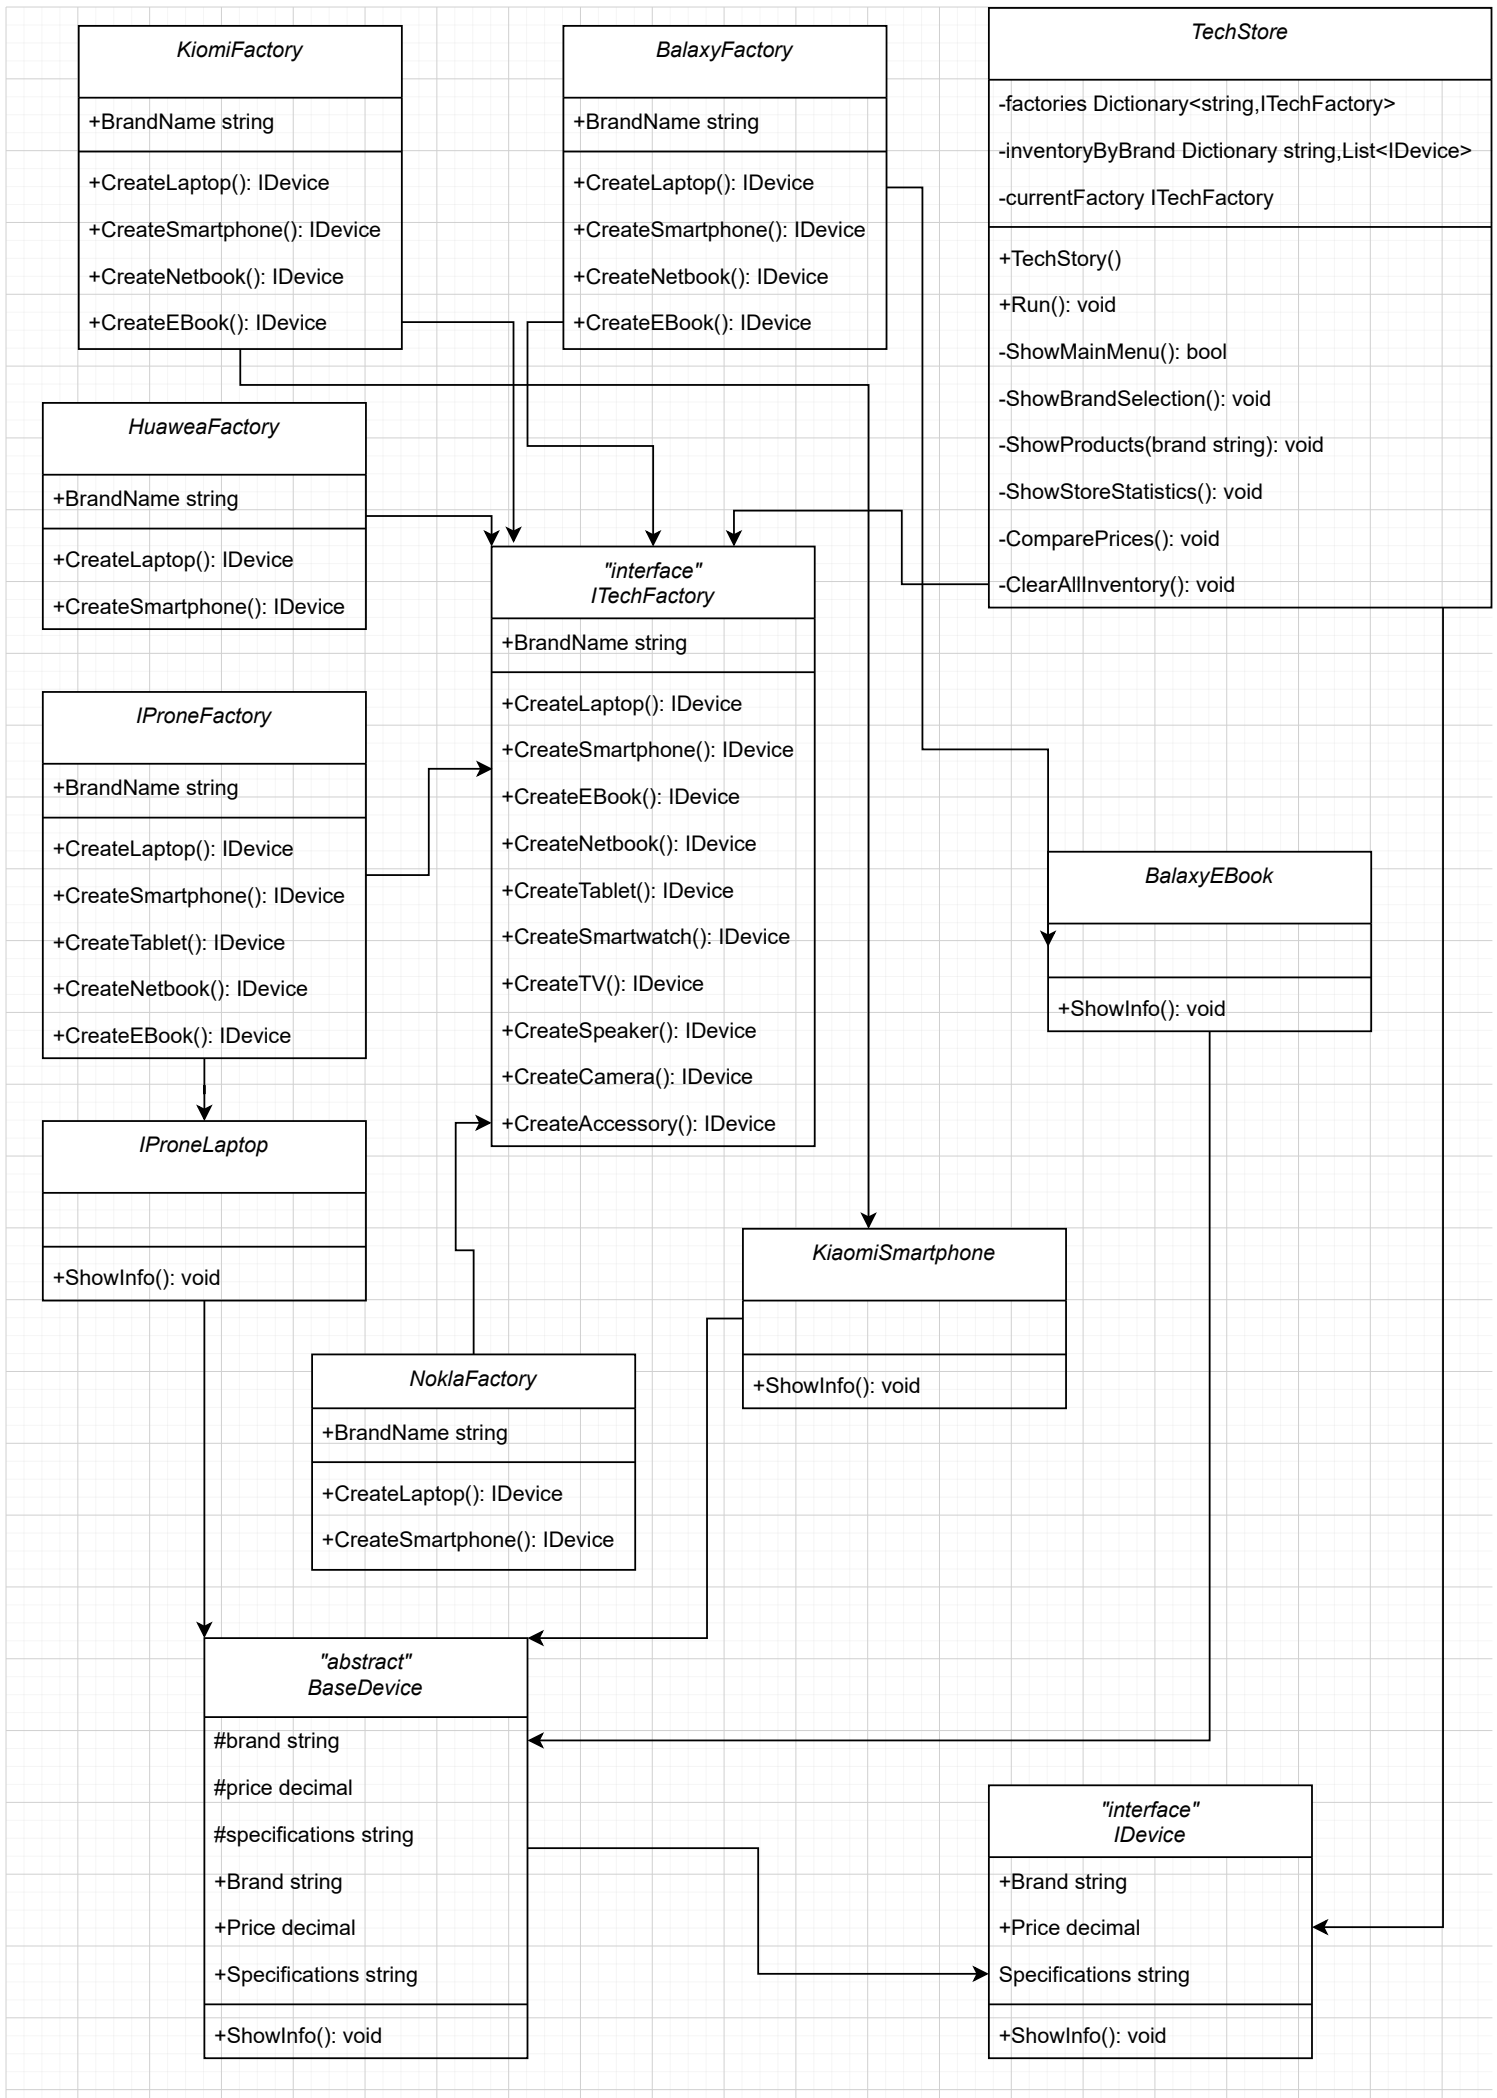 KiomiFactory
+BrandName string
+CreateLaptop(): IDevice
+CreateSmartphone(): IDevice
+CreateNetbook(): IDevice
+CreateEBook(): IDevice
BalaxyFactory
+BrandName string
+CreateLaptop(): IDevice
+CreateSmartphone(): IDevice
+CreateNetbook(): IDevice
+CreateEBook(): IDevice
TechStore
-factories Dictionary<string,ITechFactory>
-inventoryByBrand Dictionary string,List<IDevice>
-currentFactory ITechFactory
+TechStory()
+Run(): void
-ShowMainMenu(): bool
-ShowBrandSelection(): void
-ShowProducts(brand string): void
-ShowStoreStatistics(): void
-ComparePrices(): void
-ClearAllInventory(): void
HuaweaFactory
+BrandName string
+CreateLaptop(): IDevice
+CreateSmartphone(): IDevice
"interface"
ITechFactory
+BrandName string
+CreateLaptop(): IDevice
+CreateSmartphone(): IDevice
+CreateEBook(): IDevice
+CreateNetbook(): IDevice
+CreateTablet(): IDevice
+CreateSmartwatch(): IDevice
+CreateTV(): IDevice
+CreateSpeaker(): IDevice
+CreateCamera(): IDevice
+CreateAccessory(): IDevice
IProneFactory
+BrandName string
+CreateLaptop(): IDevice
+CreateSmartphone(): IDevice
+CreateTablet(): IDevice
+CreateNetbook(): IDevice
+CreateEBook(): IDevice
BalaxyEBook
+ShowInfo(): void
IProneLaptop
+ShowInfo(): void
KiaomiSmartphone
+ShowInfo(): void
NoklaFactory
+BrandName string
+CreateLaptop(): IDevice
+CreateSmartphone(): IDevice
"abstract"
BaseDevice
#brand string
#price decimal
#specifications string
+Brand string
+Price decimal
+Specifications string
+ShowInfo(): void
"interface"
IDevice
+Brand string
+Price decimal
Specifications string
+ShowInfo(): void